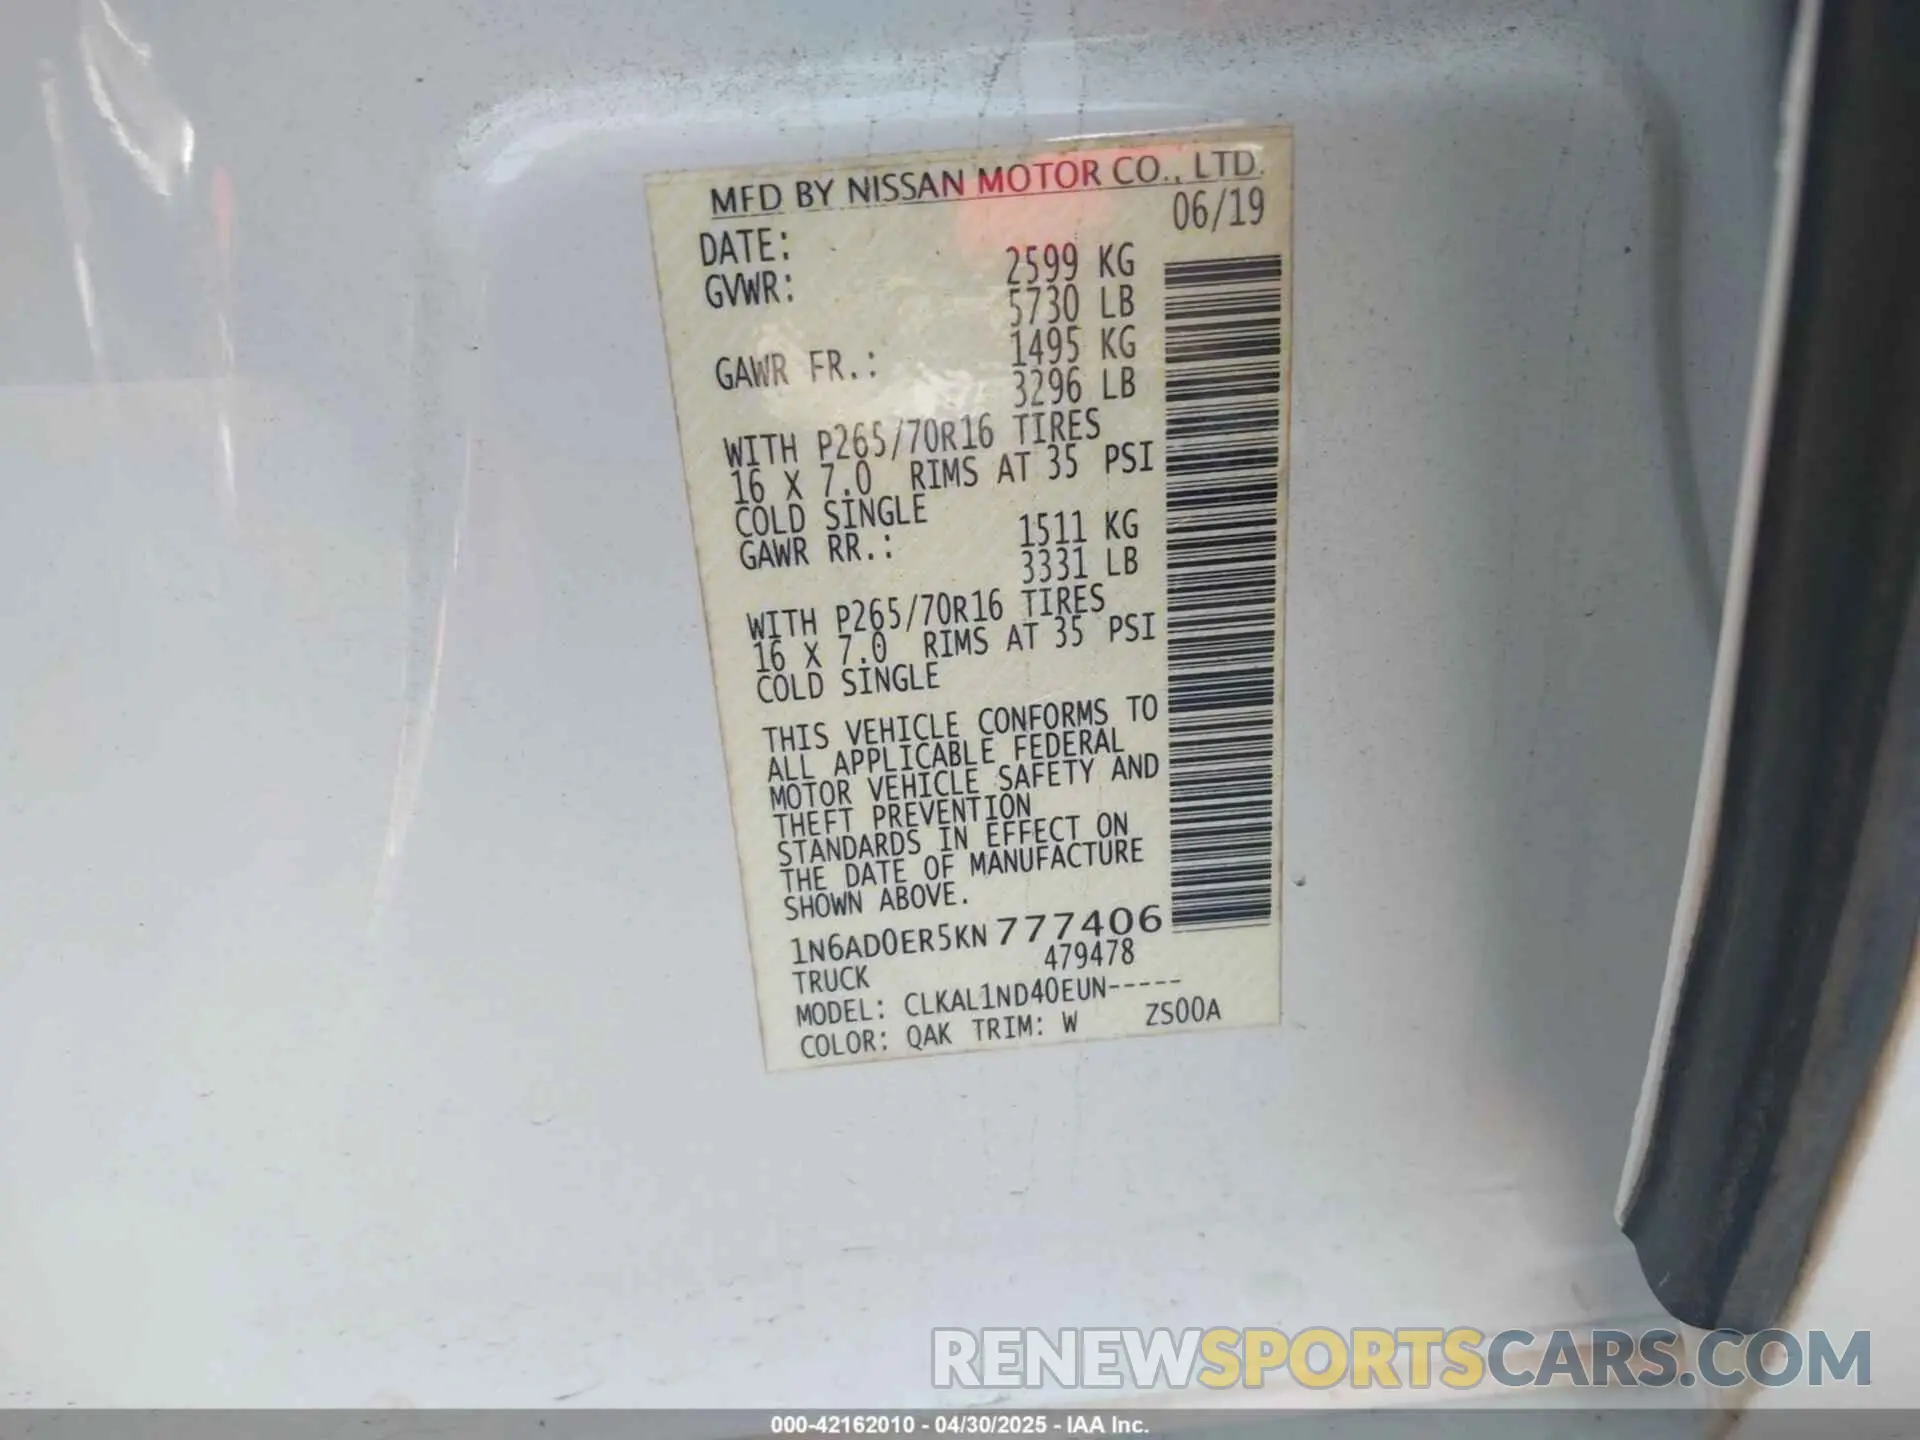 MFD BY NISSAN MOTOR CO., LTD.
DATE: 06/19
GVWR: 2599 KG
5730 LB
GAWR FR.: 1495 KG
3296 LB
WITH P265/70R16 TIRES
16 X 7.0 RIMS AT 35 PSI
COLD SINGLE
GAWR RR.: 1511 KG
3331 LB
WITH P265/70R16 TIRES
16 X 7.0 RIMS AT 35 PSI
COLD SINGLE
THIS VEHICLE CONFORMS TO
ALL APPLICABLE FEDERAL
MOTOR VEHICLE SAFETY AND
THEFT PREVENTION
STANDARDS IN EFFECT ON
THE DATE OF MANUFACTURE
SHOWN ABOVE.
1N6AD0ER5KN777406
TRUCK 479478
MODEL: CLKAL1ND40EUN-----
COLOR: QAK TRIM: W ZS00A
RENEWSPORTSCARS.COM
000-42162010 - 04/30/2025 - IAA Inc.